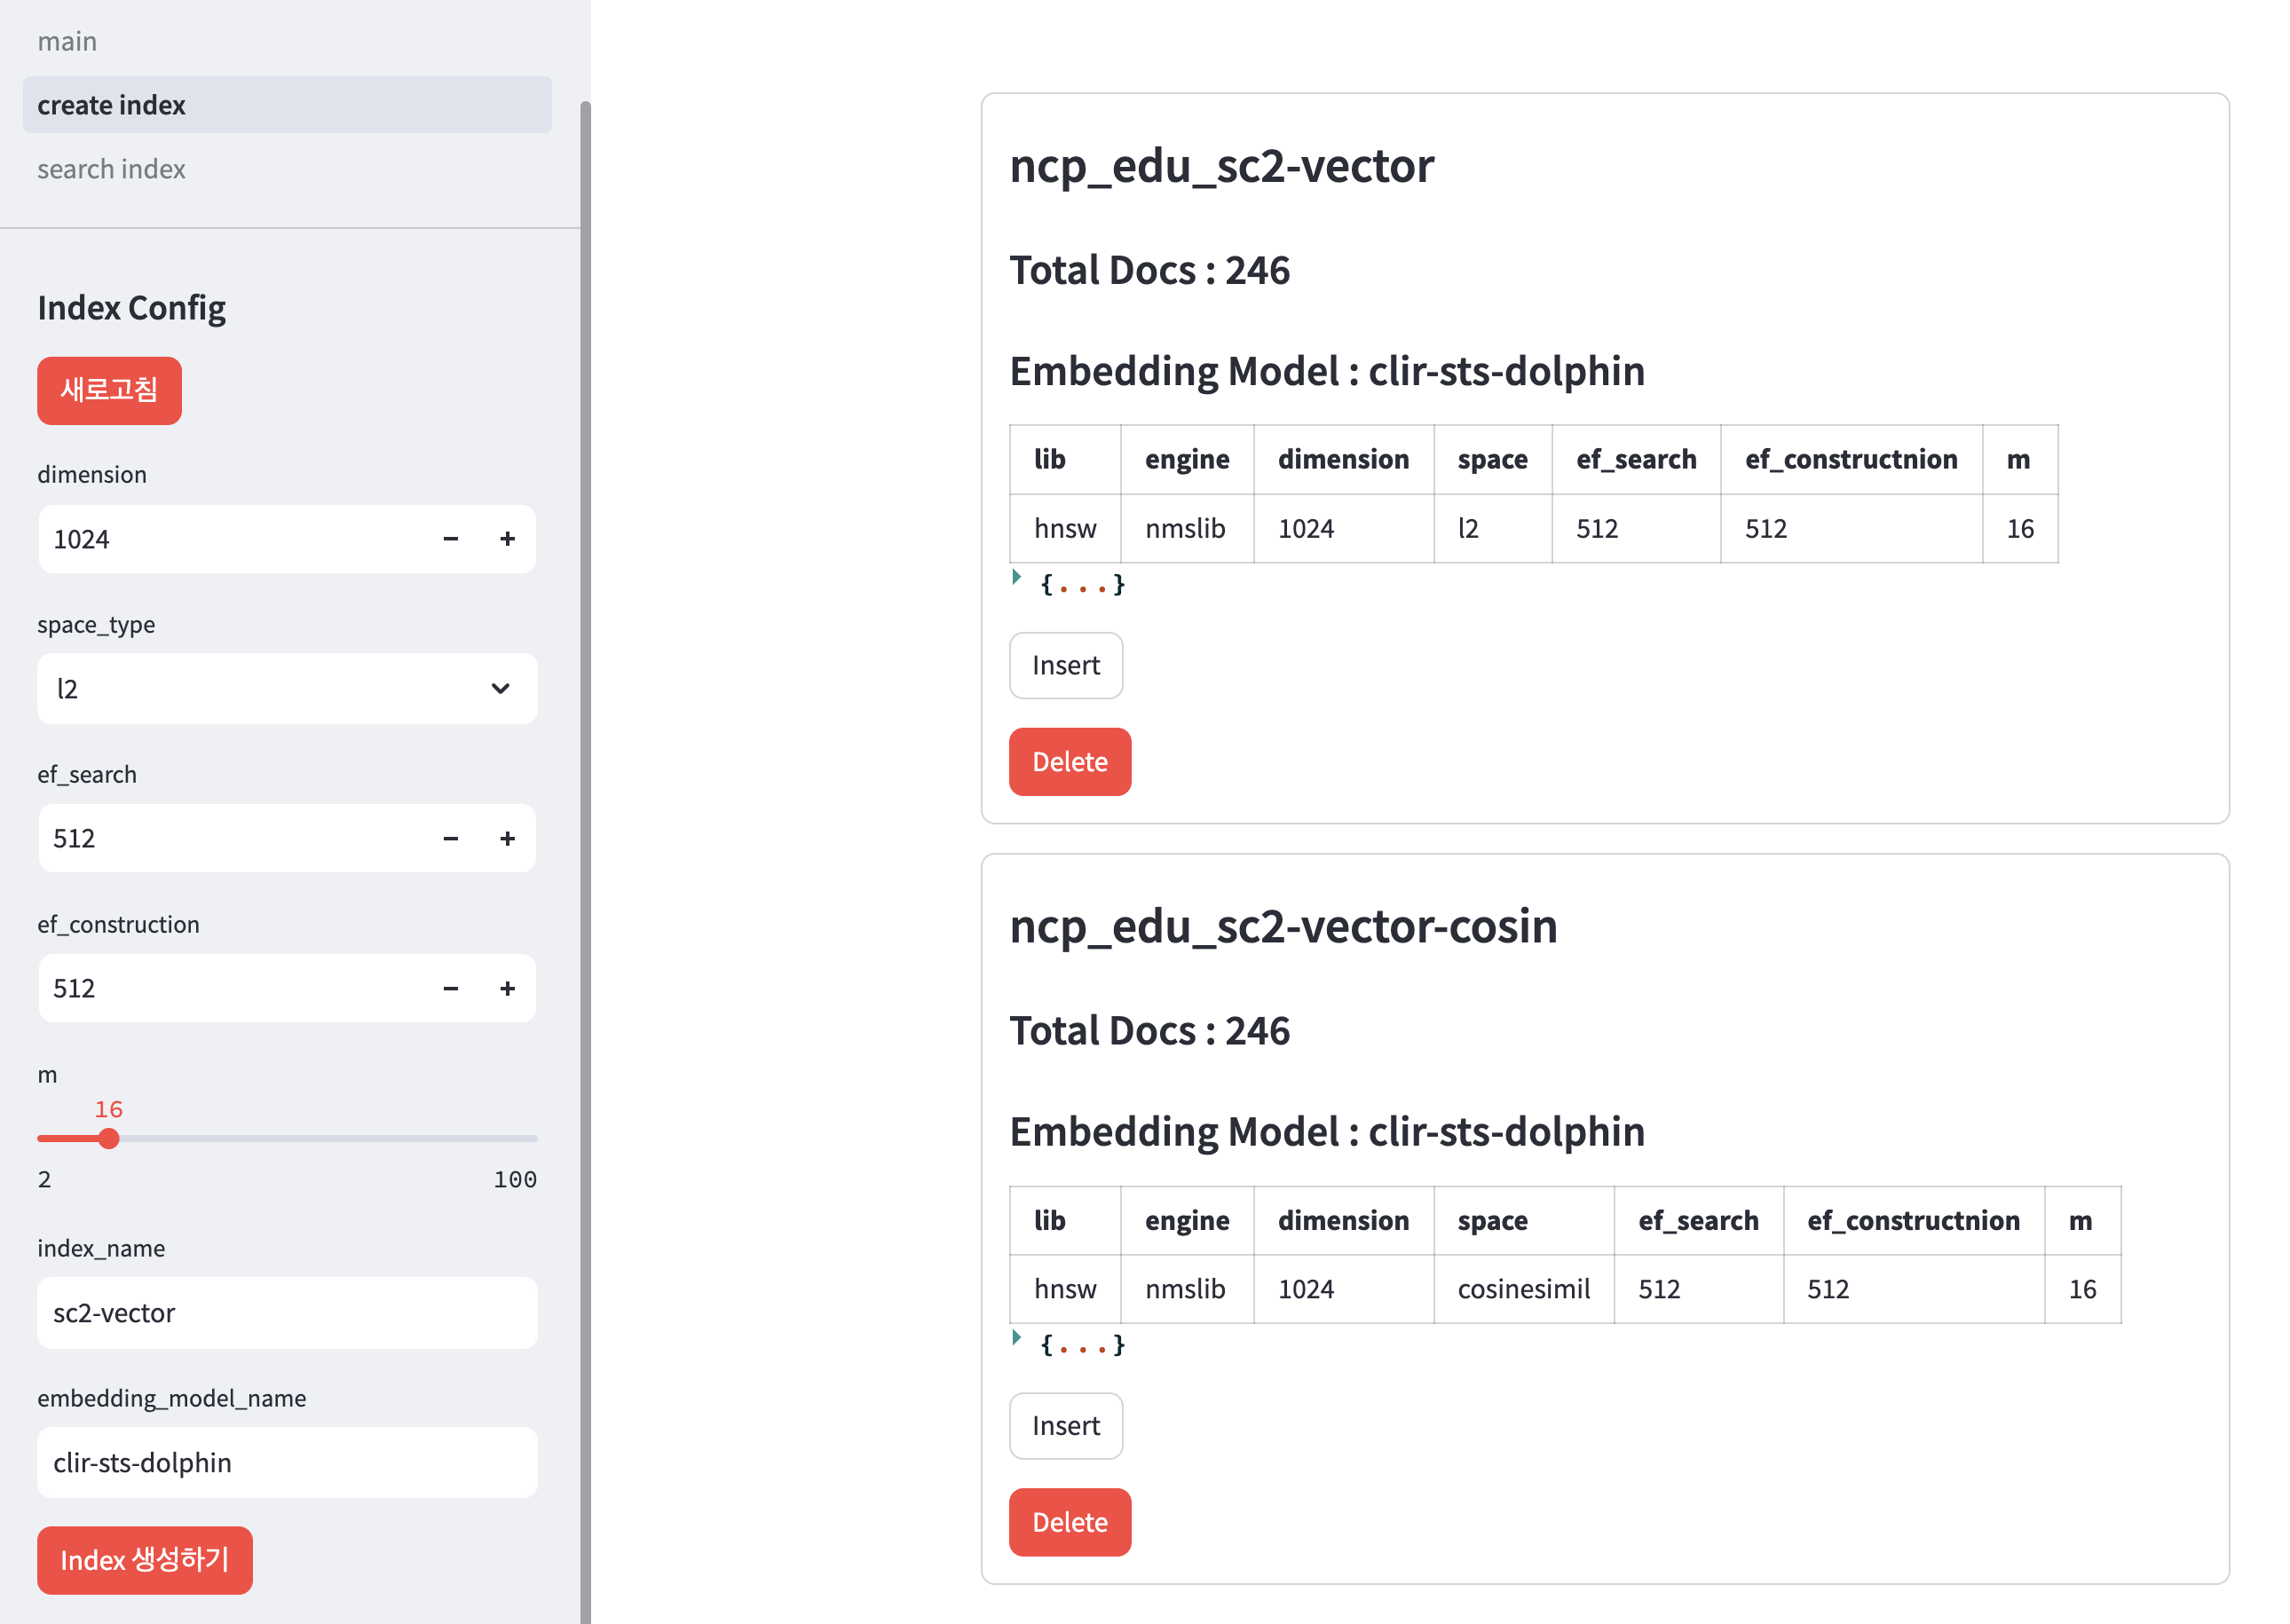 main
create index
search index
Index Config
새로고침
dimension
1024
space_type
l2
ef_search
512
ef_construction
512
m
16
2 100
index_name
sc2-vector
embedding_model_name
clir-sts-dolphin
Index 생성하기
ncp_edu_sc2-vector
Total Docs : 246
Embedding Model : clir-sts-dolphin
lib engine dimension space ef_search ef_constructnion m
hnsw nmslib 1024 l2 512 512 16
{...}
Insert
Delete
ncp_edu_sc2-vector-cosin
Total Docs : 246
Embedding Model : clir-sts-dolphin
lib engine dimension space ef_search ef_constructnion m
hnsw nmslib 1024 cosinesimil 512 512 16
{...}
Insert
Delete